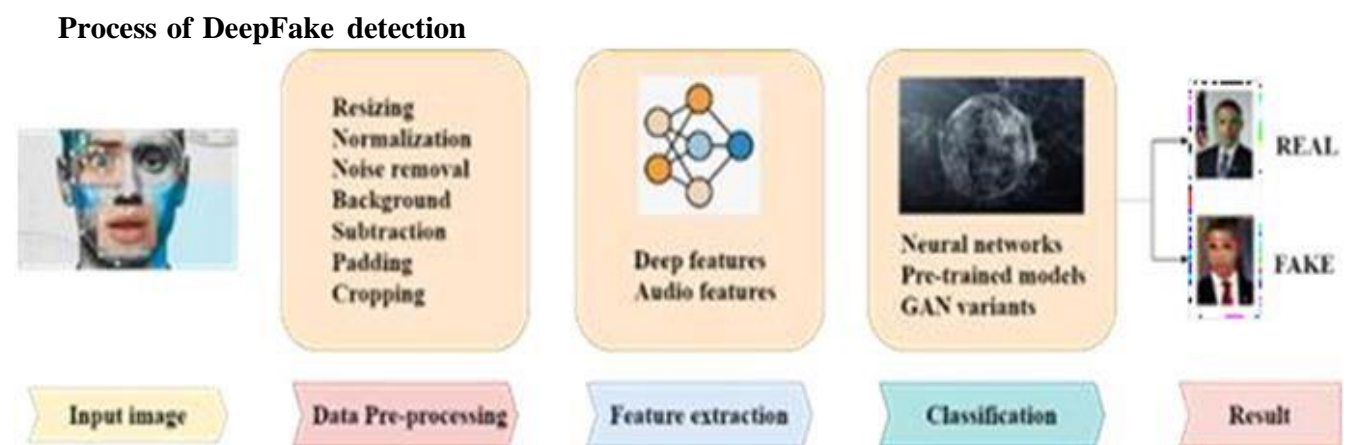 Process of DeepFake detection
Resizing
Normalization
Noise removal
Background
Subtraction
Padding
Cropping
Deep features
Audio features
Neural networks
Pre-trained models
GAN variants
REAL
FAKE
Input image
Data Pre-processing
Feature extraction
Classification
Result